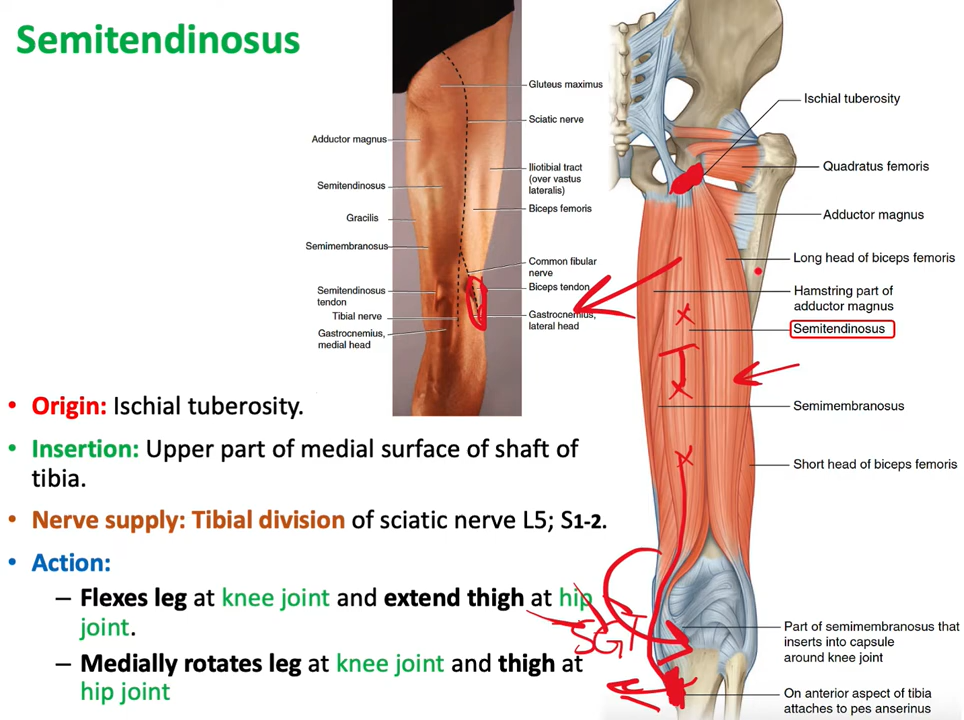 Semitendinosus
Gluteus maximus
Sciatic nerve
Adductor magnus
Iliotibial tract
(over vastus
lateralis)
Semitendinosus
Biceps femoris
Gracilis
Semimembranosus
Common fibular
nerve
Biceps tendon
Semitendinosus
tendon
Tibial nerve
Gastrocnemius,
lateral head
Gastrocnemius,
medial head
Ischial tuberosity
Quadratus femoris
Adductor magnus
Long head of biceps femoris
Hamstring part of
adductor magnus
Semitendinosus
Semimembranosus
Short head of biceps femoris
Part of semimembranosus that
inserts into capsule
around knee joint
On anterior aspect of tibia
attaches to pes anserinus
• Origin: Ischial tuberosity.
• Insertion: Upper part of medial surface of shaft of
tibia.
• Nerve supply: Tibial division of sciatic nerve L5; S1-2.
• Action:
– Flexes leg at knee joint and extend thigh at hip
joint.
– Medially rotates leg at knee joint and thigh at
hip joint
SGT